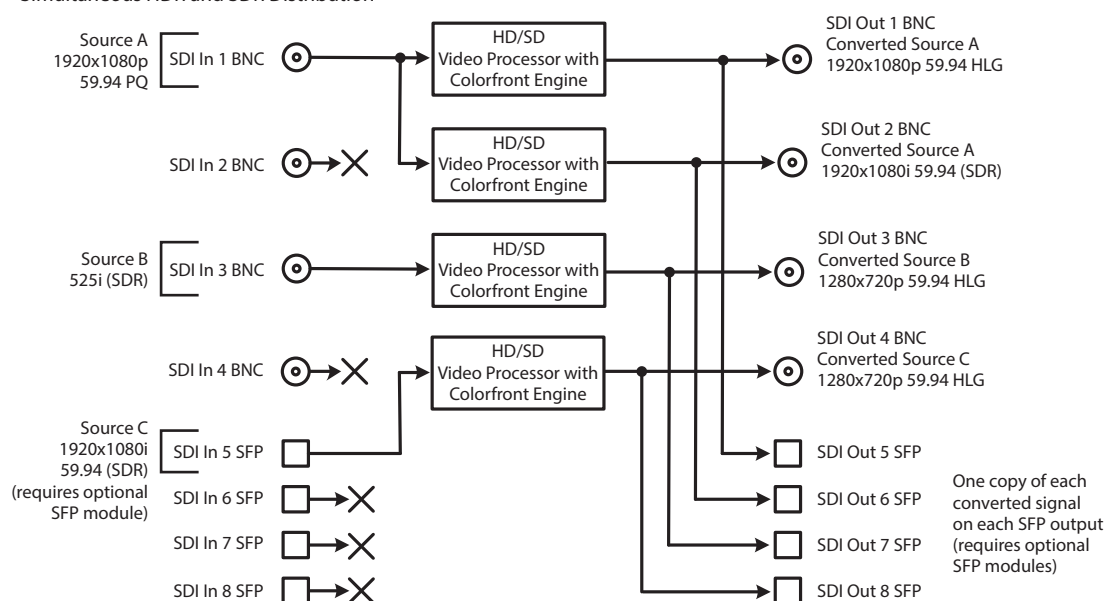 Simultaneous HDR and SDR Distribution
Source A
1920x1080p
59.94 PQ
SDI In 1 BNC
HD/SD
Video Processor with
Colorfront Engine
SDI Out 1 BNC
Converted Source A
1920x1080p 59.94 HLG
SDI In 2 BNC
HD/SD
Video Processor with
Colorfront Engine
SDI Out 2 BNC
Converted Source A
1920x1080i 59.94 (SDR)
Source B
525i (SDR)
SDI In 3 BNC
HD/SD
Video Processor with
Colorfront Engine
SDI Out 3 BNC
Converted Source B
1280x720p 59.94 HLG
SDI In 4 BNC
HD/SD
Video Processor with
Colorfront Engine
SDI Out 4 BNC
Converted Source C
1280x720p 59.94 HLG
Source C
1920x1080i
59.94 (SDR)
(requires optional
SFP module)
SDI In 5 SFP
SDI Out 5 SFP
SDI In 6 SFP
SDI Out 6 SFP
SDI In 7 SFP
SDI Out 7 SFP
SDI In 8 SFP
SDI Out 8 SFP
One copy of each
converted signal
on each SFP output
(requires optional
SFP modules)